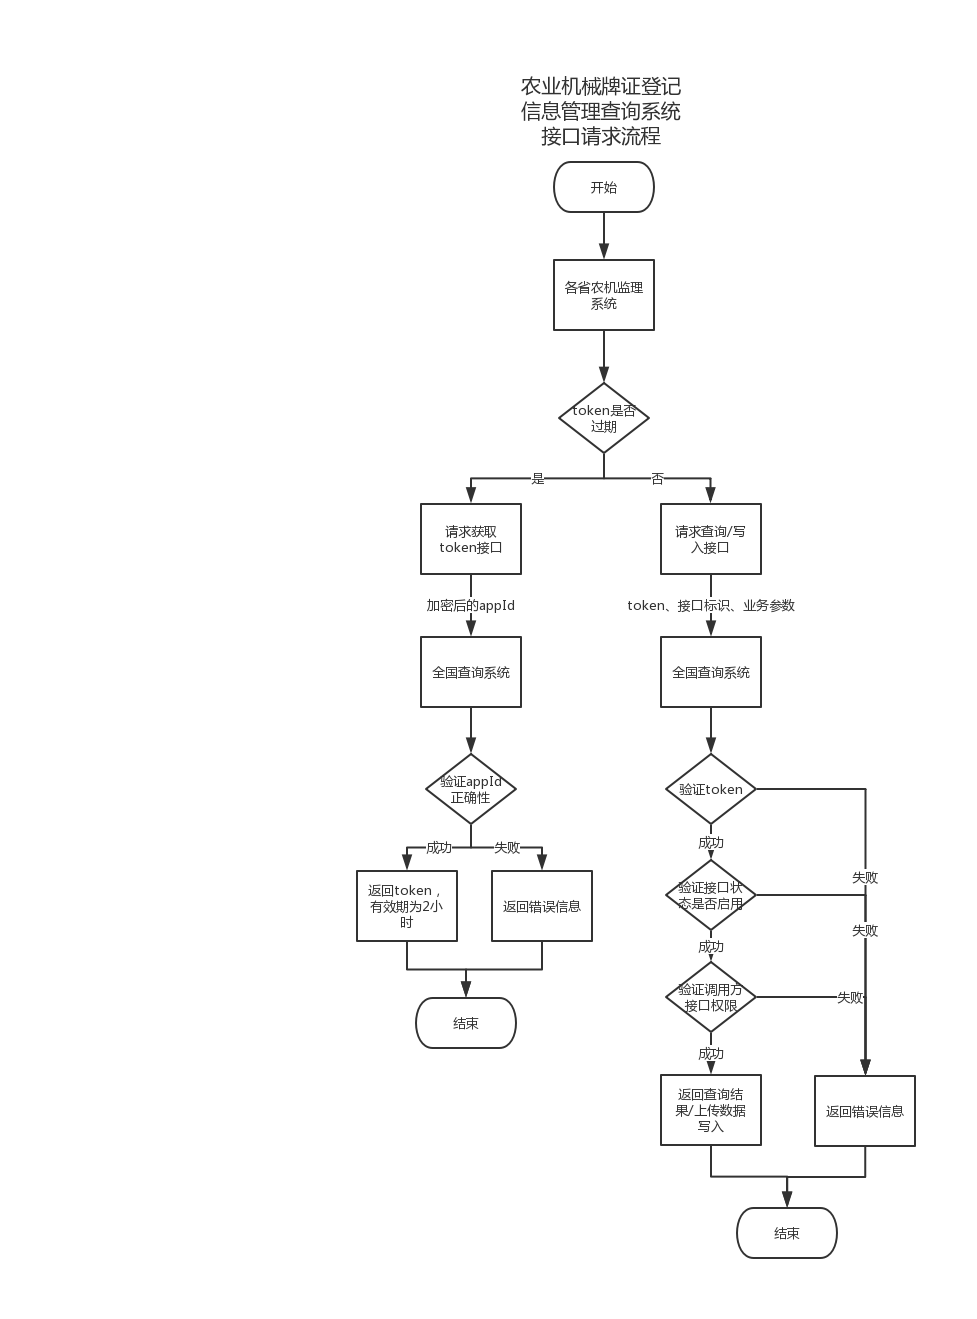 农业机械牌证登记
信息管理查询系统
接口请求流程
开始
各省农机监理
系统
token是否
过期
是
否
请求获取
token接口
请求查询/写
入接口
加密后的appId
token、接口标识、业务参数
全国查询系统
全国查询系统
验证appId
正确性
验证token
成功
失败
成功
失败
返回token，
有效期为2小
时
返回错误信息
验证接口状
态是否启用
失败
成功
验证调用方
接口权限
失败
结束
成功
返回查询结
果/上传数据
写入
返回错误信息
结束